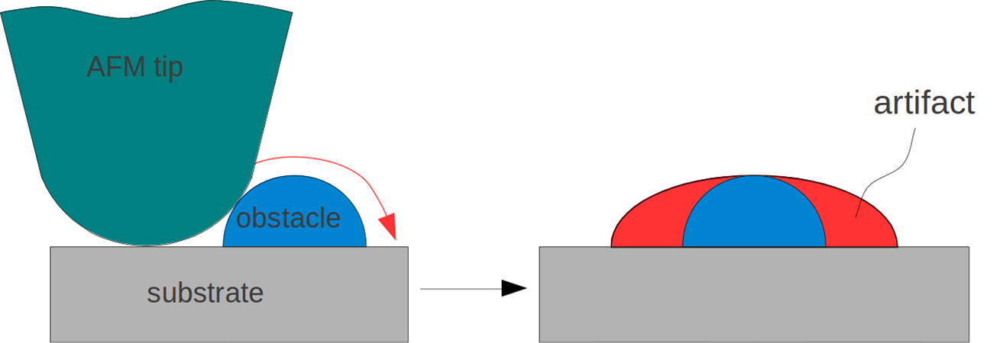 AFM tip
obstacle
substrate
artifact